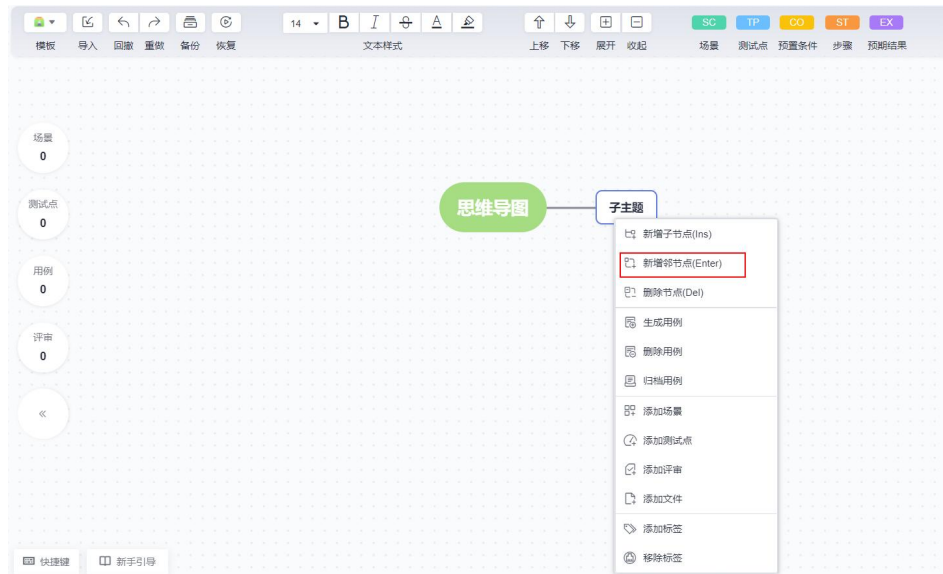 14 B I A SC TP CO ST EX
模板 导入 回撤 重做 备份 恢复 文本样式 上移 下移 展开 收起 场景 测试点 预置条件 步骤 预期结果
场景
0
测试点
0
用例
0
评审
0
«
思维导图
子主题
新增子节点(Ins)
新增邻节点(Enter)
删除节点(Del)
生成用例
删除用例
归档用例
添加场景
添加测试点
添加评审
添加文件
添加标签
移除标签
快捷键 新手引导